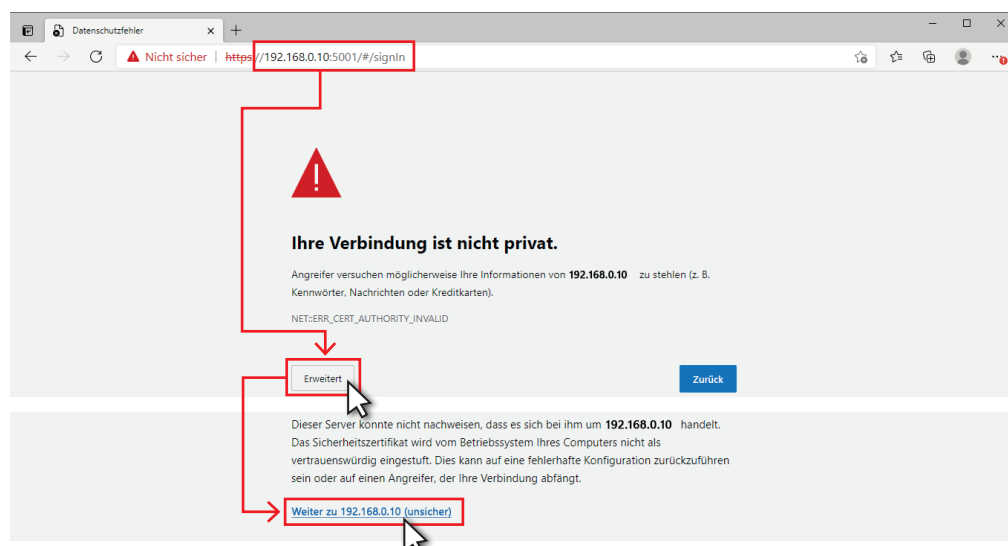 Datenschutzfehler
Nicht sicher | https://192.168.0.10:5001/#/signIn
Ihre Verbindung ist nicht privat.
Angreifer versuchen möglicherweise Ihre Informationen von 192.168.0.10 zu stehlen (z. B.
Kennwörter, Nachrichten oder Kreditkarten).
NET::ERR_CERT_AUTHORITY_INVALID
Erweitert
Zurück
Dieser Server konnte nicht nachweisen, dass es sich bei ihm um 192.168.0.10 handelt.
Das Sicherheitszertifikat wird vom Betriebssystem Ihres Computers nicht als
vertrauenswürdig eingestuft. Dies kann auf eine fehlerhafte Konfiguration zurückzuführen
sein oder auf einen Angreifer, der Ihre Verbindung abfängt.
Weiter zu 192.168.0.10 (unsicher)